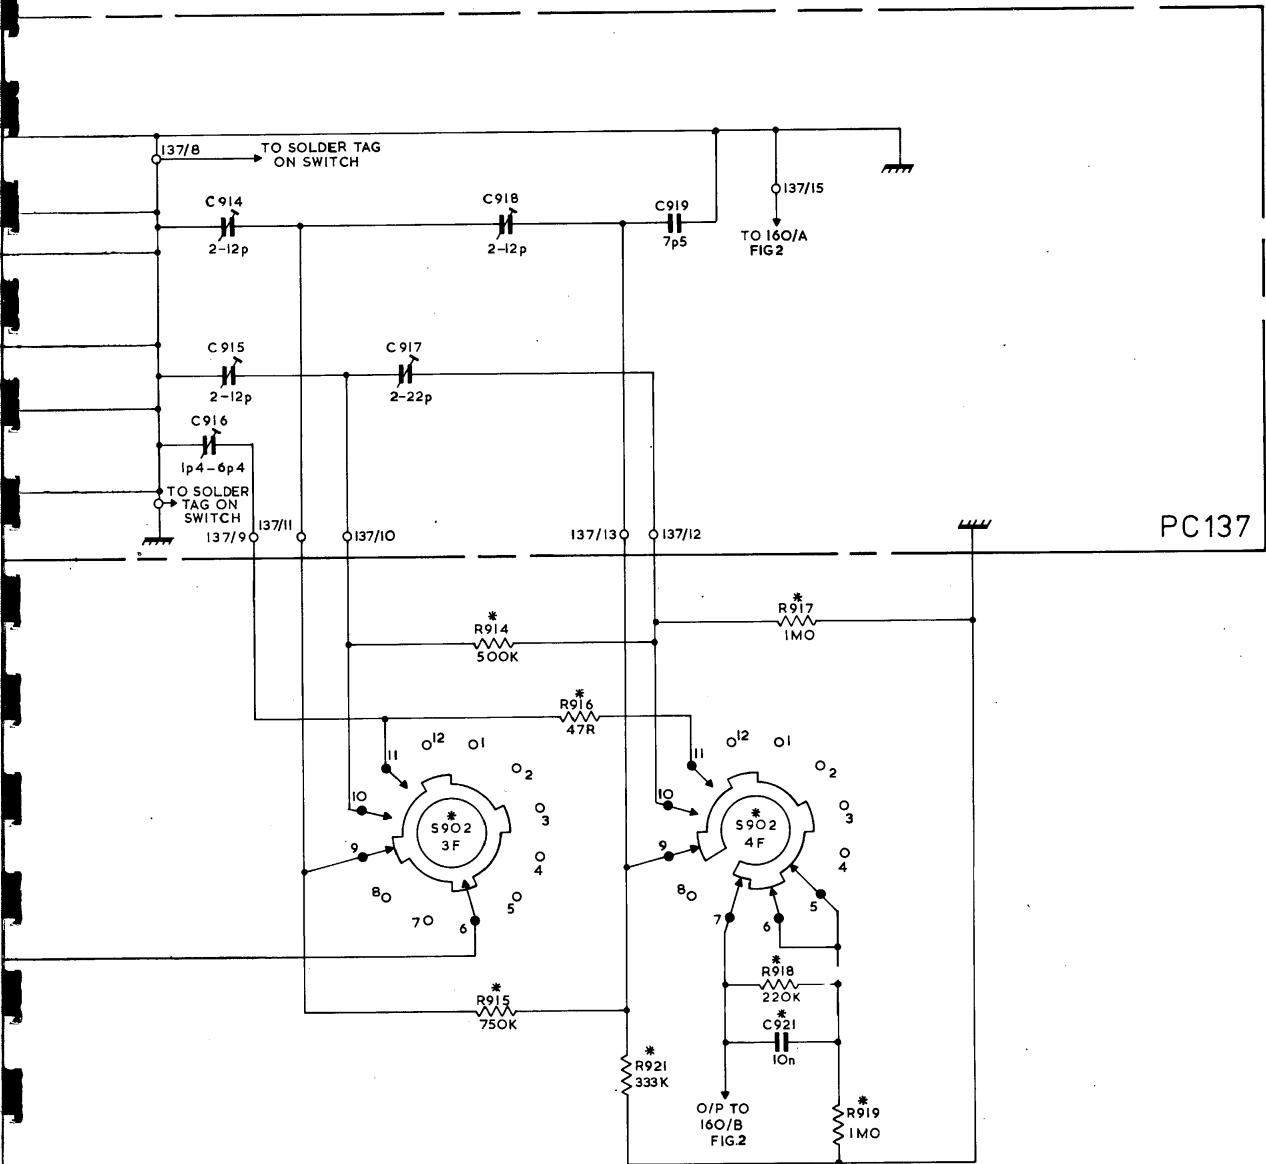 137/8
TO SOLDER TAG
ON SWITCH
C914
2-12p
C918
2-12p
C919
7p5
137/15
TO 160/A
FIG2
C915
2-12p
C917
2-22p
C916
1p4-6p4
TO SOLDER
TAG ON
SWITCH
137/9
137/11
137/10
137/13
137/12
PC137
*
R917
1M0
*
R914
500K
*
R916
47R
12
1
2
3
4
5
6
7
8
9
10
11
*
S902
3F
12
1
2
3
4
5
6
7
8
9
10
11
*
S902
4F
*
R918
220K
*
C921
10n
*
R915
750K
*
R921
333K
O/P TO
160/B
FIG.2
*
R919
1M0